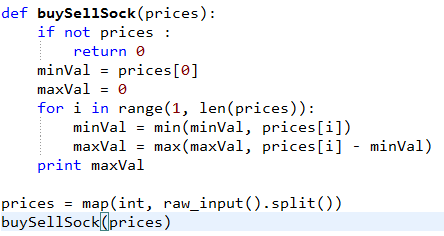 def buySellSock(prices):
    if not prices :
        return 0
    minVal = prices[0]
    maxVal = 0
    for i in range(1, len(prices)):
        minVal = min(minVal, prices[i])
        maxVal = max(maxVal, prices[i] - minVal)
    print maxVal

prices = map(int, raw_input().split())
buySellSock(prices)